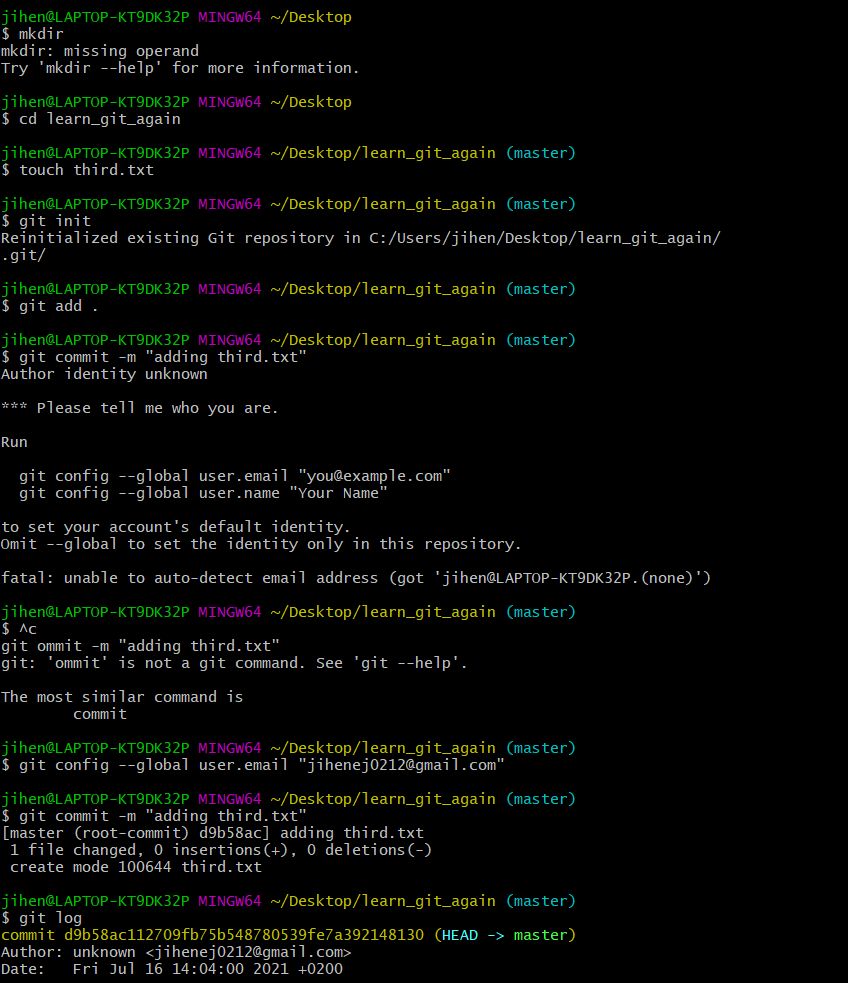 jihen@LAPTOP-KT9DK32P MINGW64 ~/Desktop
$ mkdir
mkdir: missing operand
Try 'mkdir --help' for more information.
jihen@LAPTOP-KT9DK32P MINGW64 ~/Desktop
$ cd learn_git_again
jihen@LAPTOP-KT9DK32P MINGW64 ~/Desktop/learn_git_again (master)
$ touch third.txt
jihen@LAPTOP-KT9DK32P MINGW64 ~/Desktop/learn_git_again (master)
$ git init
Reinitialized existing Git repository in C:/Users/jihen/Desktop/learn_git_again/
.git/
jihen@LAPTOP-KT9DK32P MINGW64 ~/Desktop/learn_git_again (master)
$ git add .
jihen@LAPTOP-KT9DK32P MINGW64 ~/Desktop/learn_git_again (master)
$ git commit -m "adding third.txt"
Author identity unknown
*** Please tell me who you are.
Run
  git config --global user.email "you@example.com"
  git config --global user.name "Your Name"
to set your account's default identity.
Omit --global to set the identity only in this repository.
fatal: unable to auto-detect email address (got 'jihen@LAPTOP-KT9DK32P.(none)')
jihen@LAPTOP-KT9DK32P MINGW64 ~/Desktop/learn_git_again (master)
$ ^c
git ommit -m "adding third.txt"
git: 'ommit' is not a git command. See 'git --help'.
The most similar command is
        commit
jihen@LAPTOP-KT9DK32P MINGW64 ~/Desktop/learn_git_again (master)
$ git config --global user.email "jihenej0212@gmail.com"
jihen@LAPTOP-KT9DK32P MINGW64 ~/Desktop/learn_git_again (master)
$ git commit -m "adding third.txt"
[master (root-commit) d9b58ac] adding third.txt
 1 file changed, 0 insertions(+), 0 deletions(-)
 create mode 100644 third.txt
jihen@LAPTOP-KT9DK32P MINGW64 ~/Desktop/learn_git_again (master)
$ git log
commit d9b58ac112709fb75b548780539fe7a392148130 (HEAD -> master)
Author: unknown <jihenej0212@gmail.com>
Date:   Fri Jul 16 14:04:00 2021 +0200